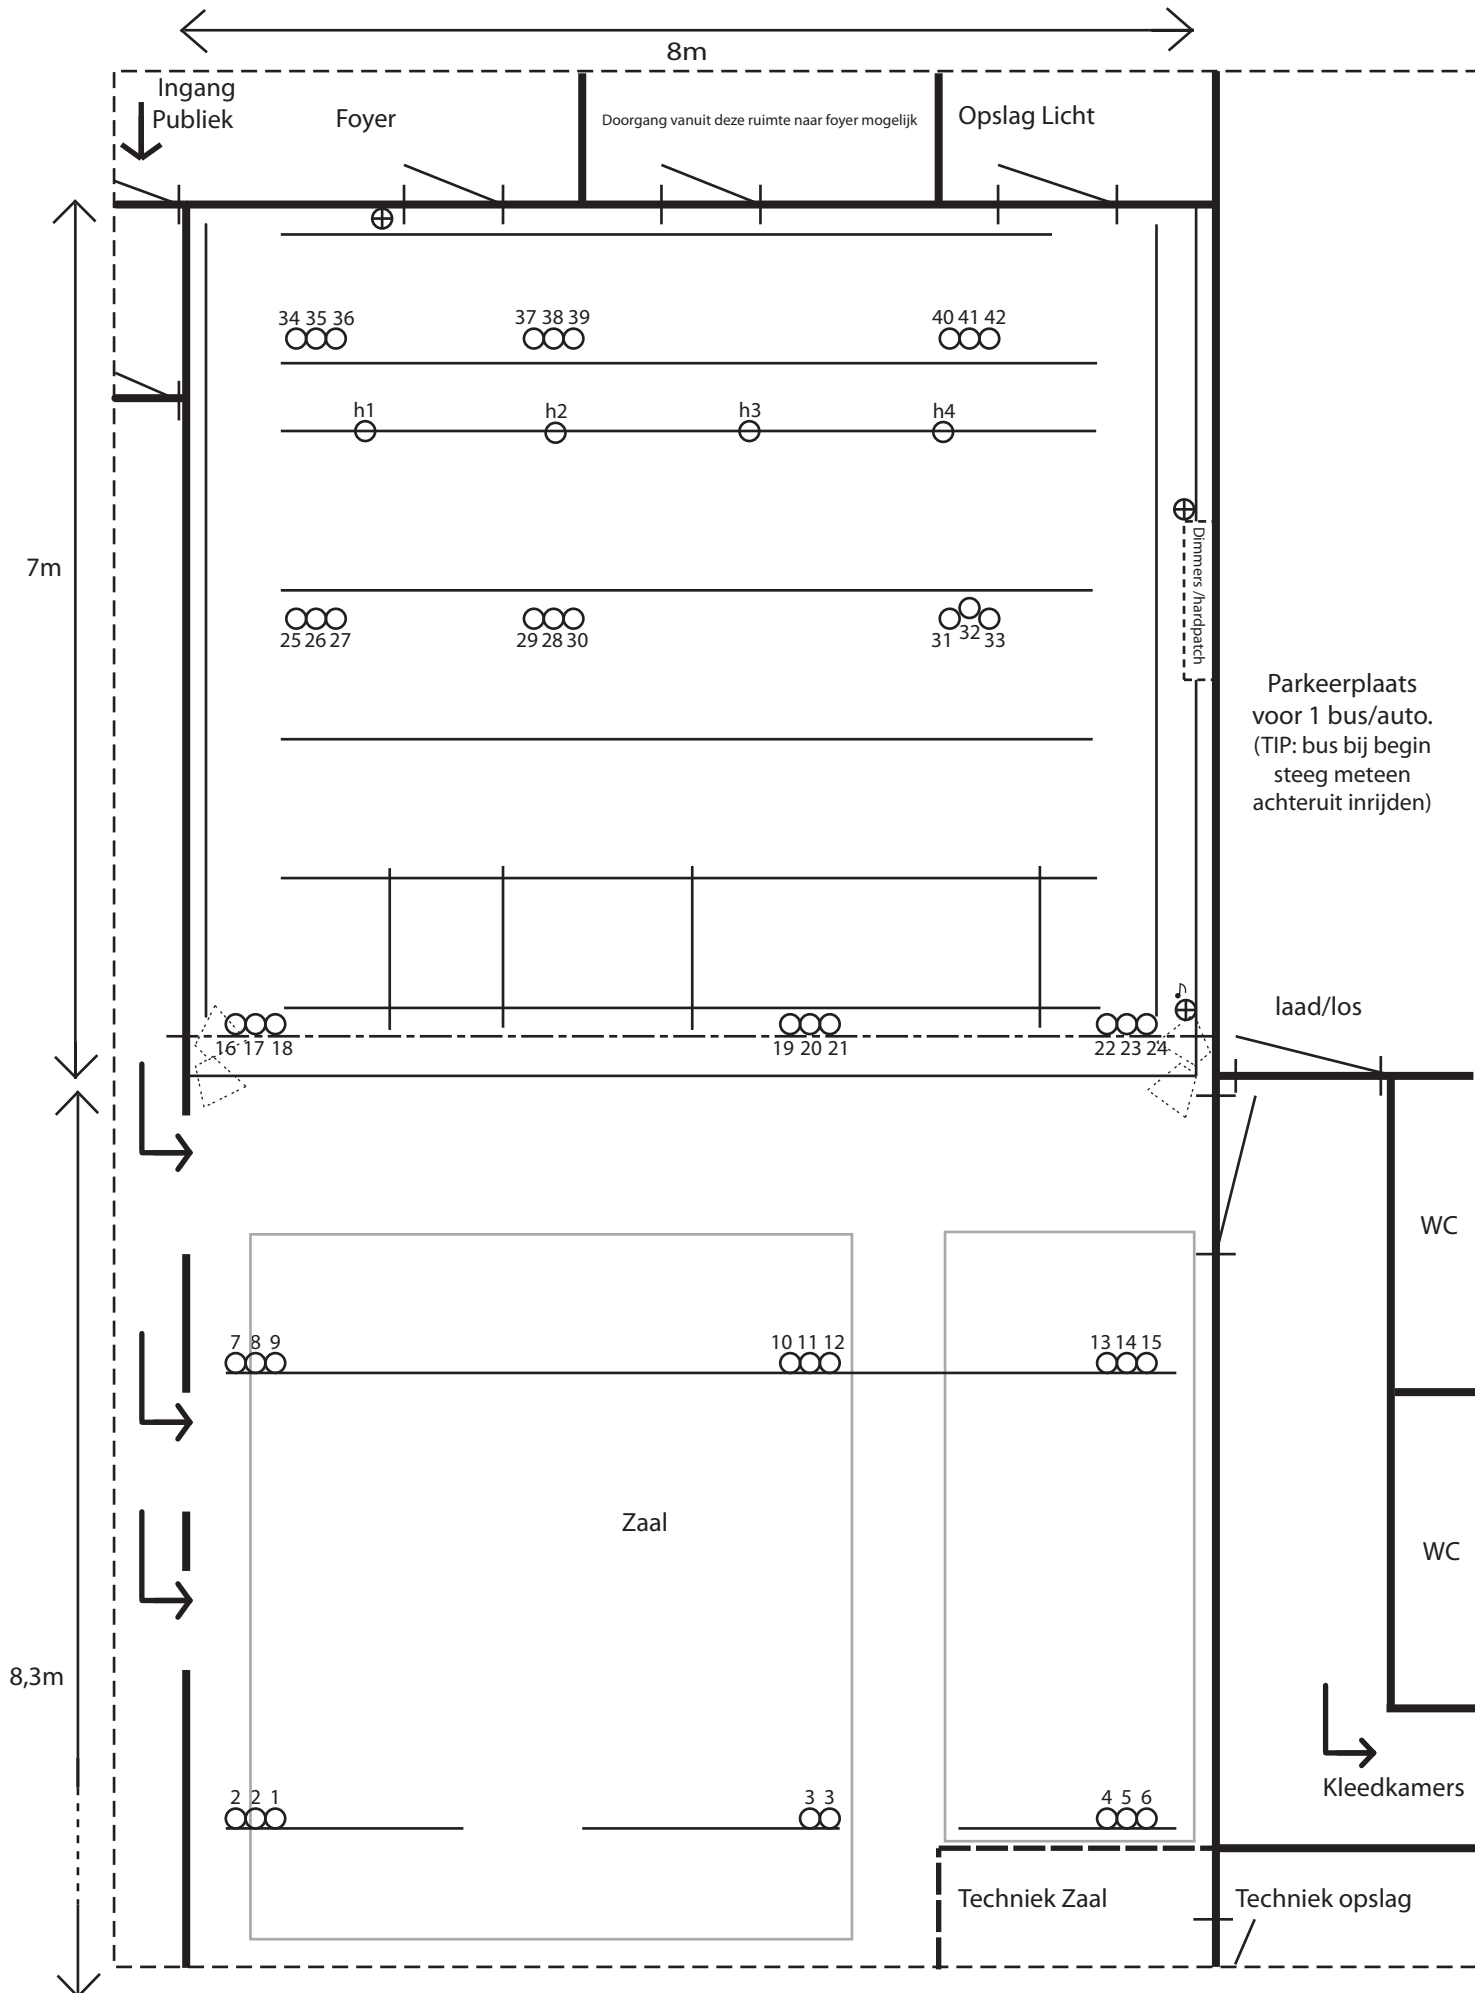 8m
Ingang
Publiek
Foyer
Doorgang vanuit deze ruimte naar foyer mogelijk
Opslag Licht
34 35 36
37 38 39
40 41 42
h1
h2
h3
h4
7m
Dimmers /hardpatch
25 26 27
29 28 30
31 32 33
Parkeerplaats
voor 1 bus/auto.
(TIP: bus bij begin
steeg meteen
achteruit inrijden)
laad/los
16 17 18
19 20 21
22 23 24
WC
7 8 9
10 11 12
13 14 15
Zaal
WC
8,3m
Kleedkamers
2 2 1
3 3
4 5 6
Techniek Zaal
Techniek opslag